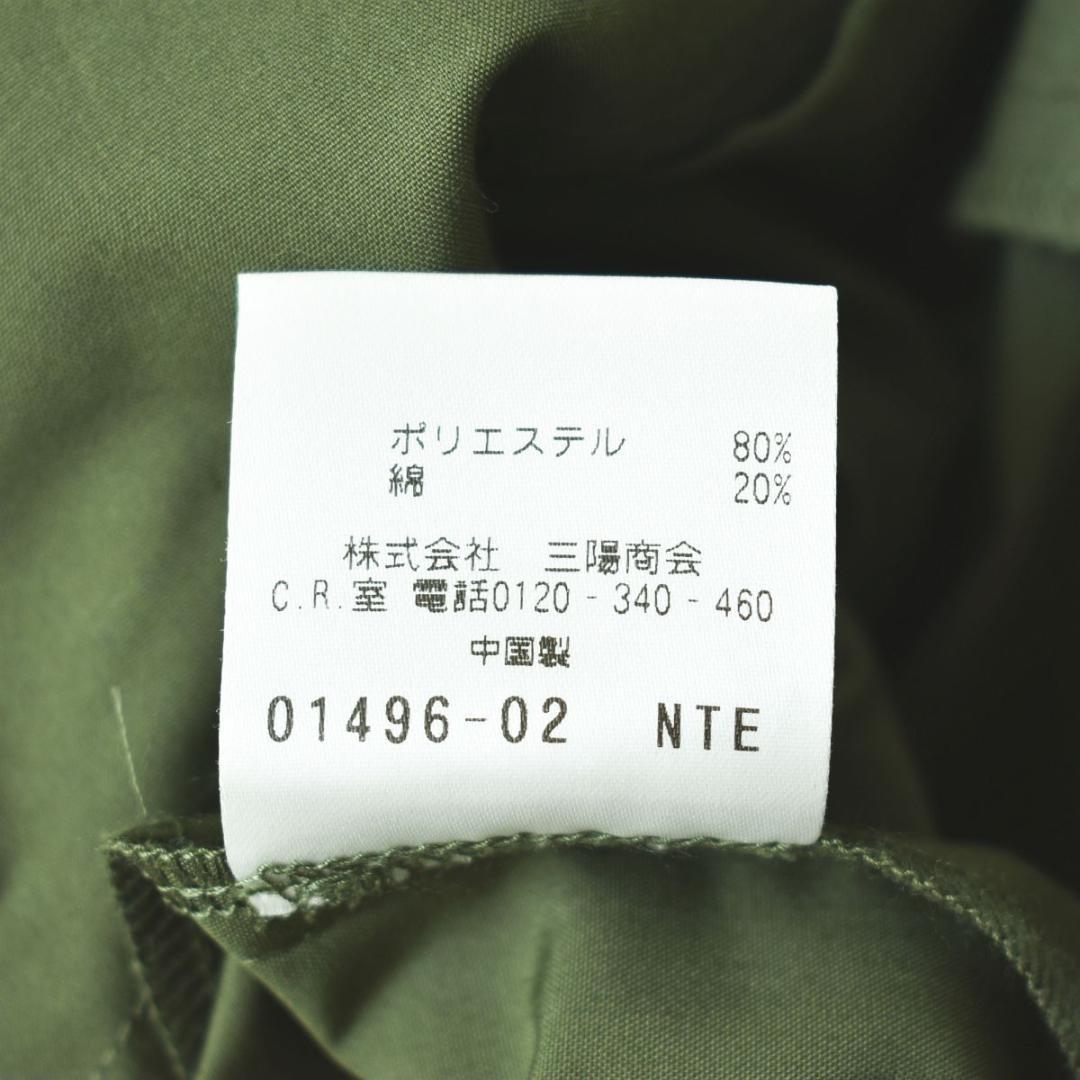 ポリエステル 80%
綿 20%
株式会社 三陽商会
C.R.室 電話0120-340-460
中国製
01496-02 NTE